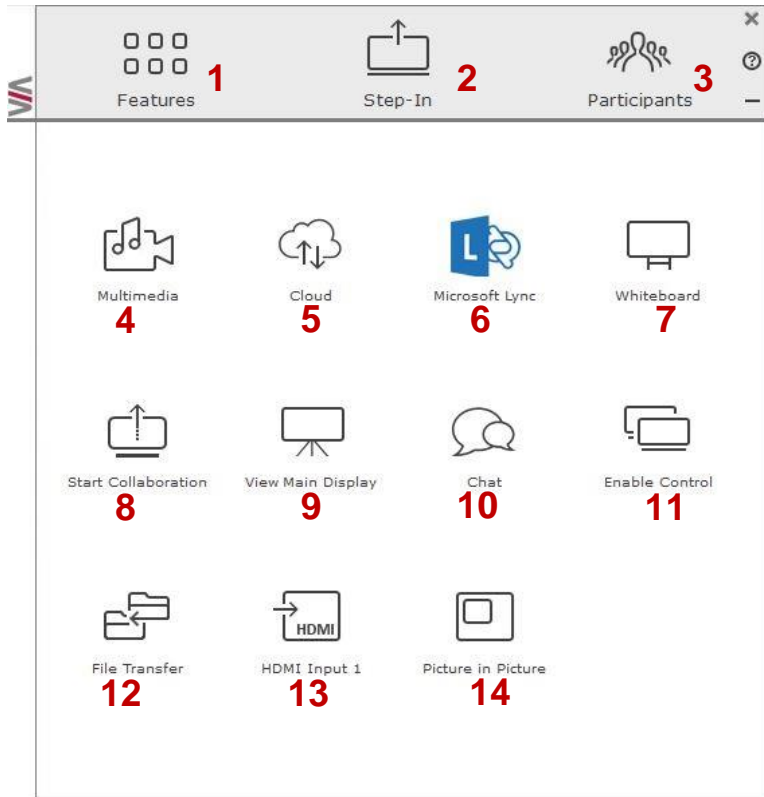 1 2 3
Features Step-In Participants
Multimedia Cloud Microsoft Lync Whiteboard
4 5 6 7
Start Collaboration View Main Display Chat Enable Control
8 9 10 11
HDMI
File Transfer HDMI Input 1 Picture in Picture
12 13 14